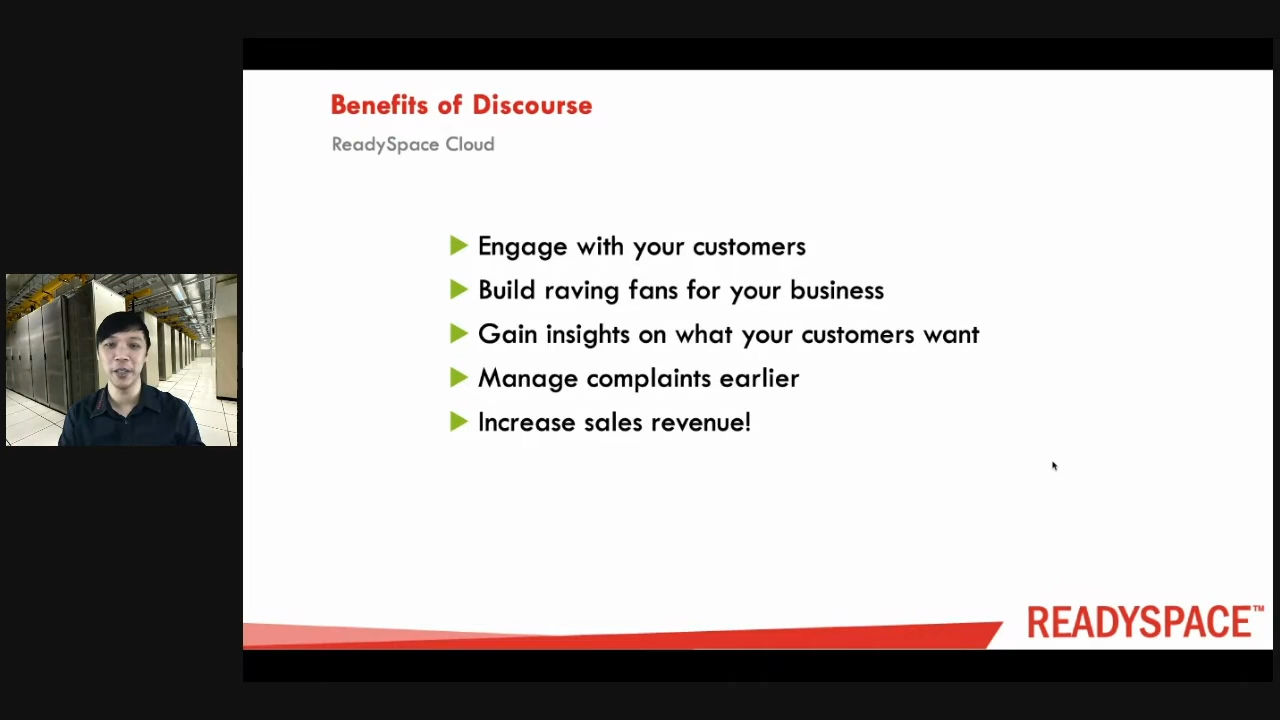 Benefits of Discourse
ReadySpace Cloud
Engage with your customers
Build raving fans for your business
Gain insights on what your customers want
Manage complaints earlier
Increase sales revenue!
READYSPACE™